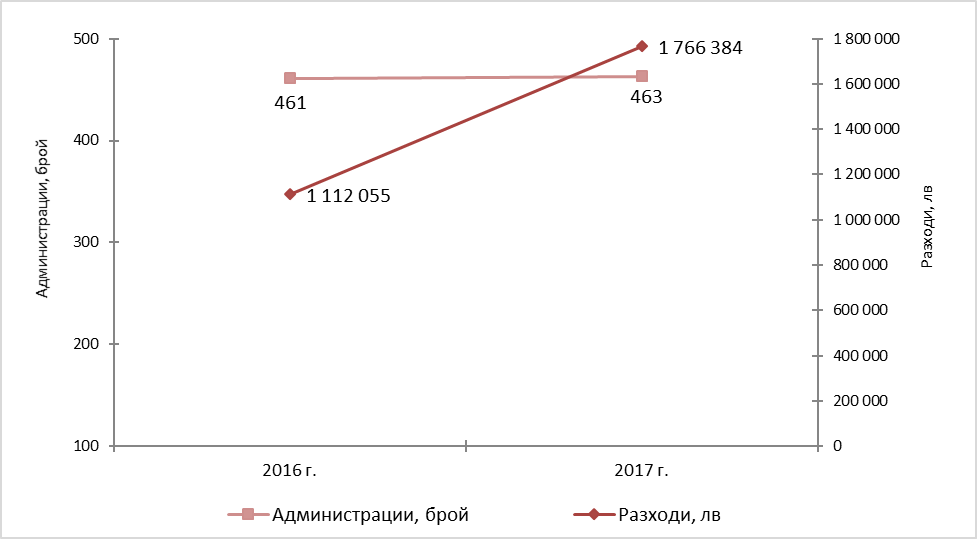 500
400
300
200
100
Администрации, брой
461
463
1 112 055
1 766 384
1 800 000
1 600 000
1 400 000
1 200 000
1 000 000
800 000
600 000
400 000
200 000
0
Разходи, лв
2016 г.
2017 г.
Администрации, брой
Разходи, лв